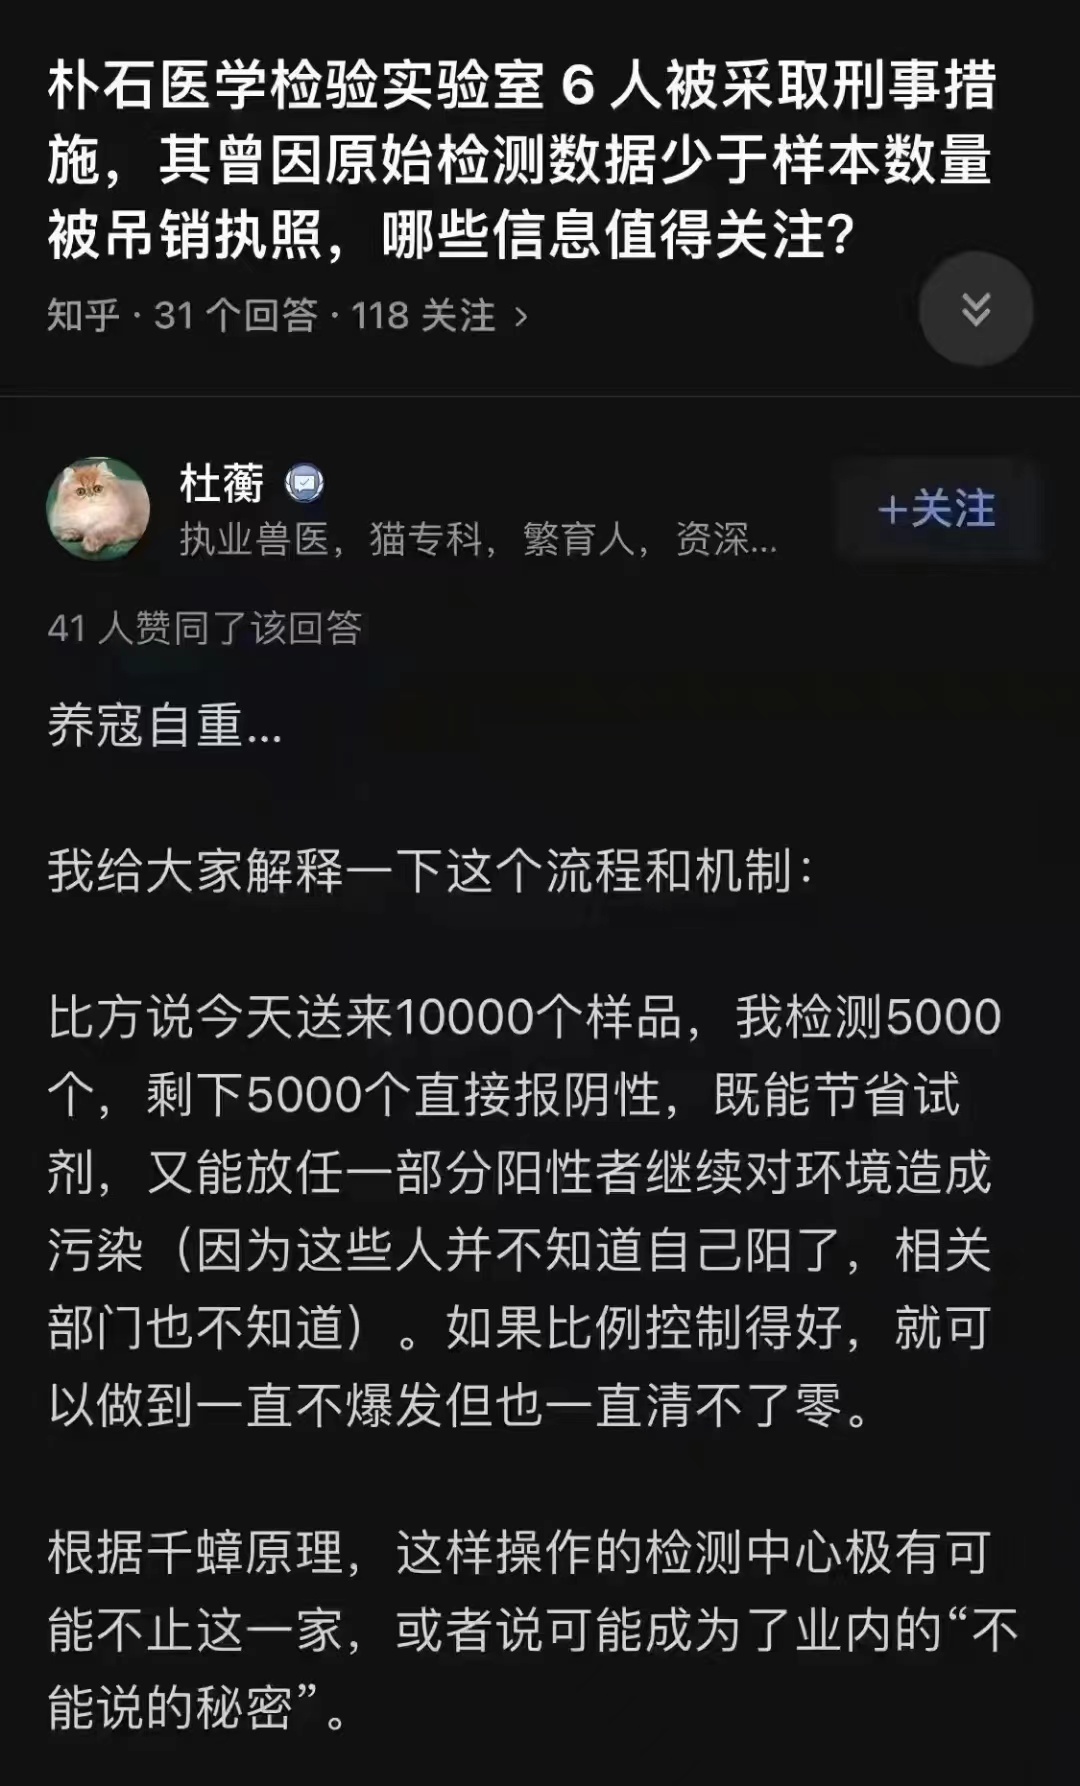 朴石医学检验实验室 6 人被采取刑事措
施，其曾因原始检测数据少于样本数量
被吊销执照，哪些信息值得关注？
知乎 · 31 个回答 · 118 关注 >
杜蘅
执业兽医，猫专科，繁育人，资深...
+关注
41 人赞同了该回答
养寇自重...
我给大家解释一下这个流程和机制：
比方说今天送来10000个样品，我检测5000
个，剩下5000个直接报阴性，既能节省试
剂，又能放任一部分阳性者继续对环境造成
污染（因为这些人并不知道自己阳了，相关
部门也不知道）。如果比例控制得好，就可
以做到一直不爆发但也一直清不了零。
根据千蟑原理，这样操作的检测中心极有可
能不止这一家，或者说可能成为了业内的“不
能说的秘密”。